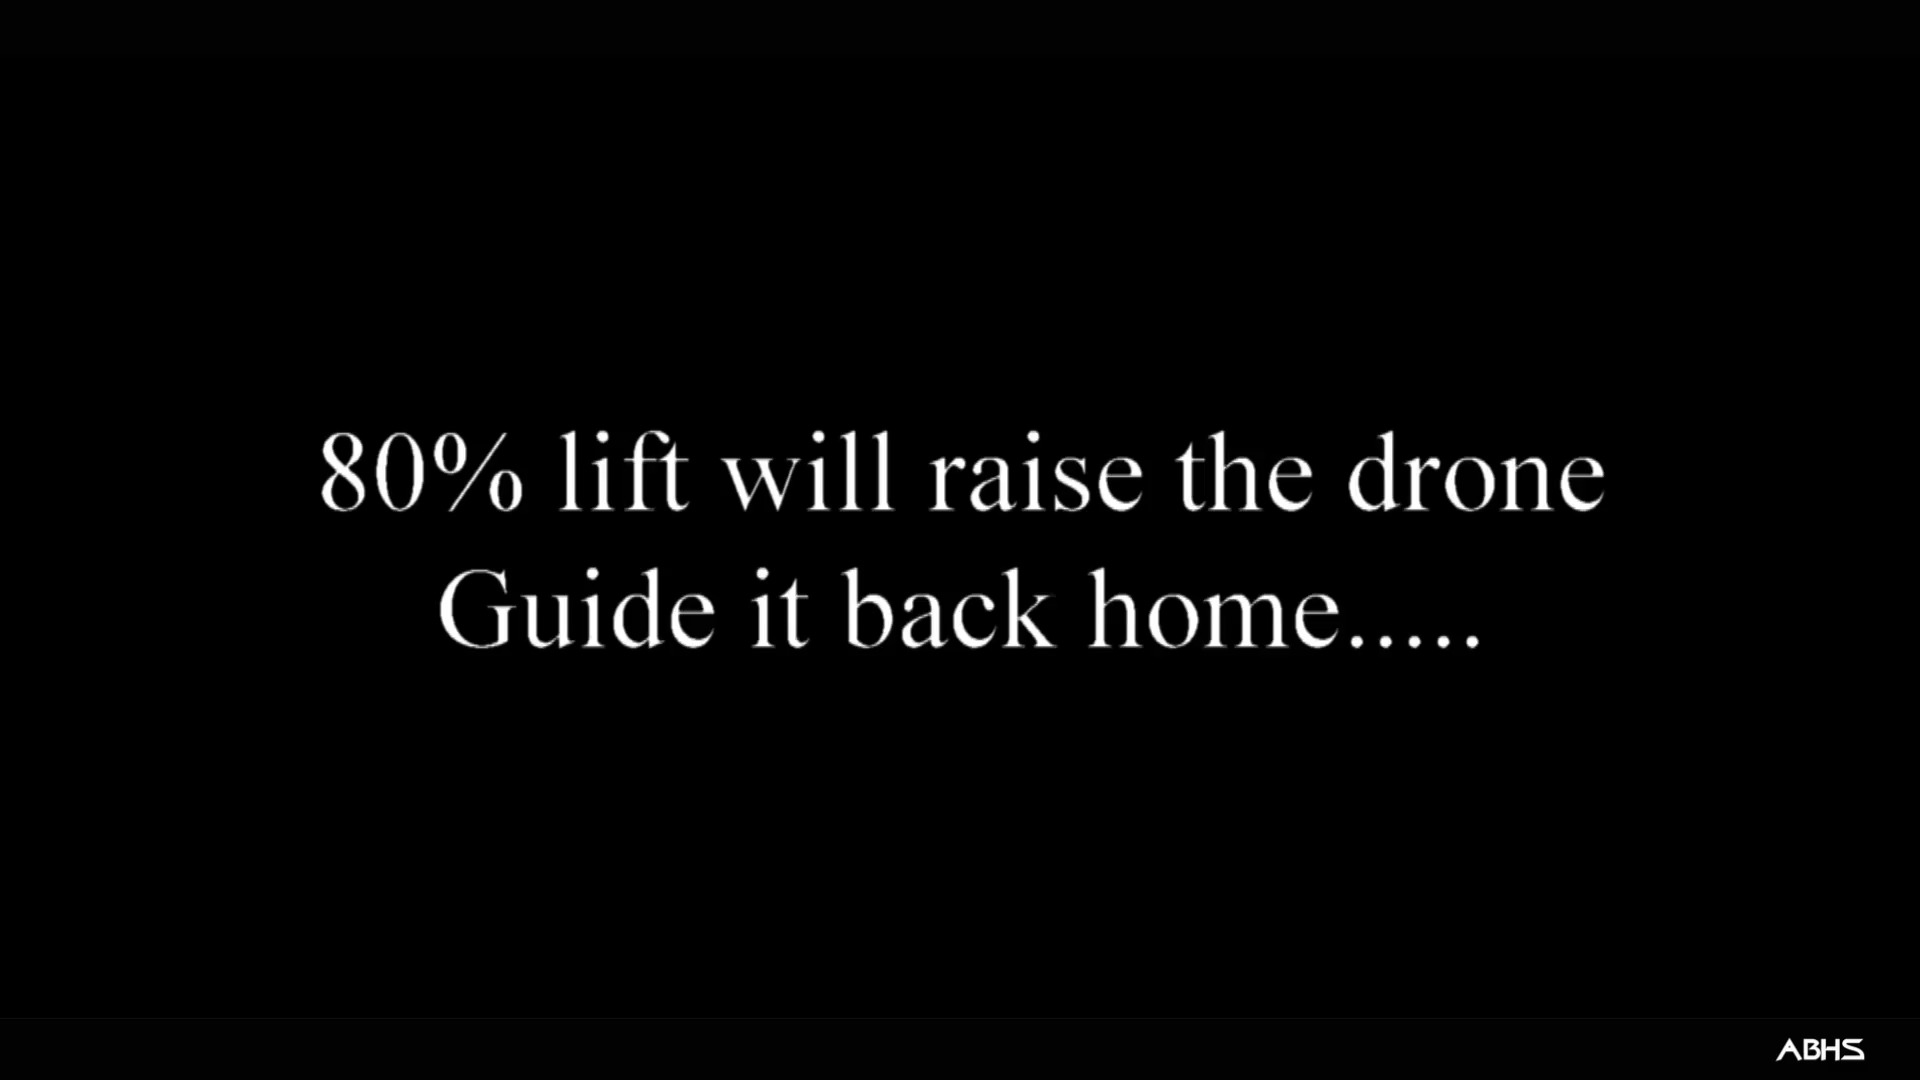 80% lift will raise the drone
Guide it back home.....
ABHS